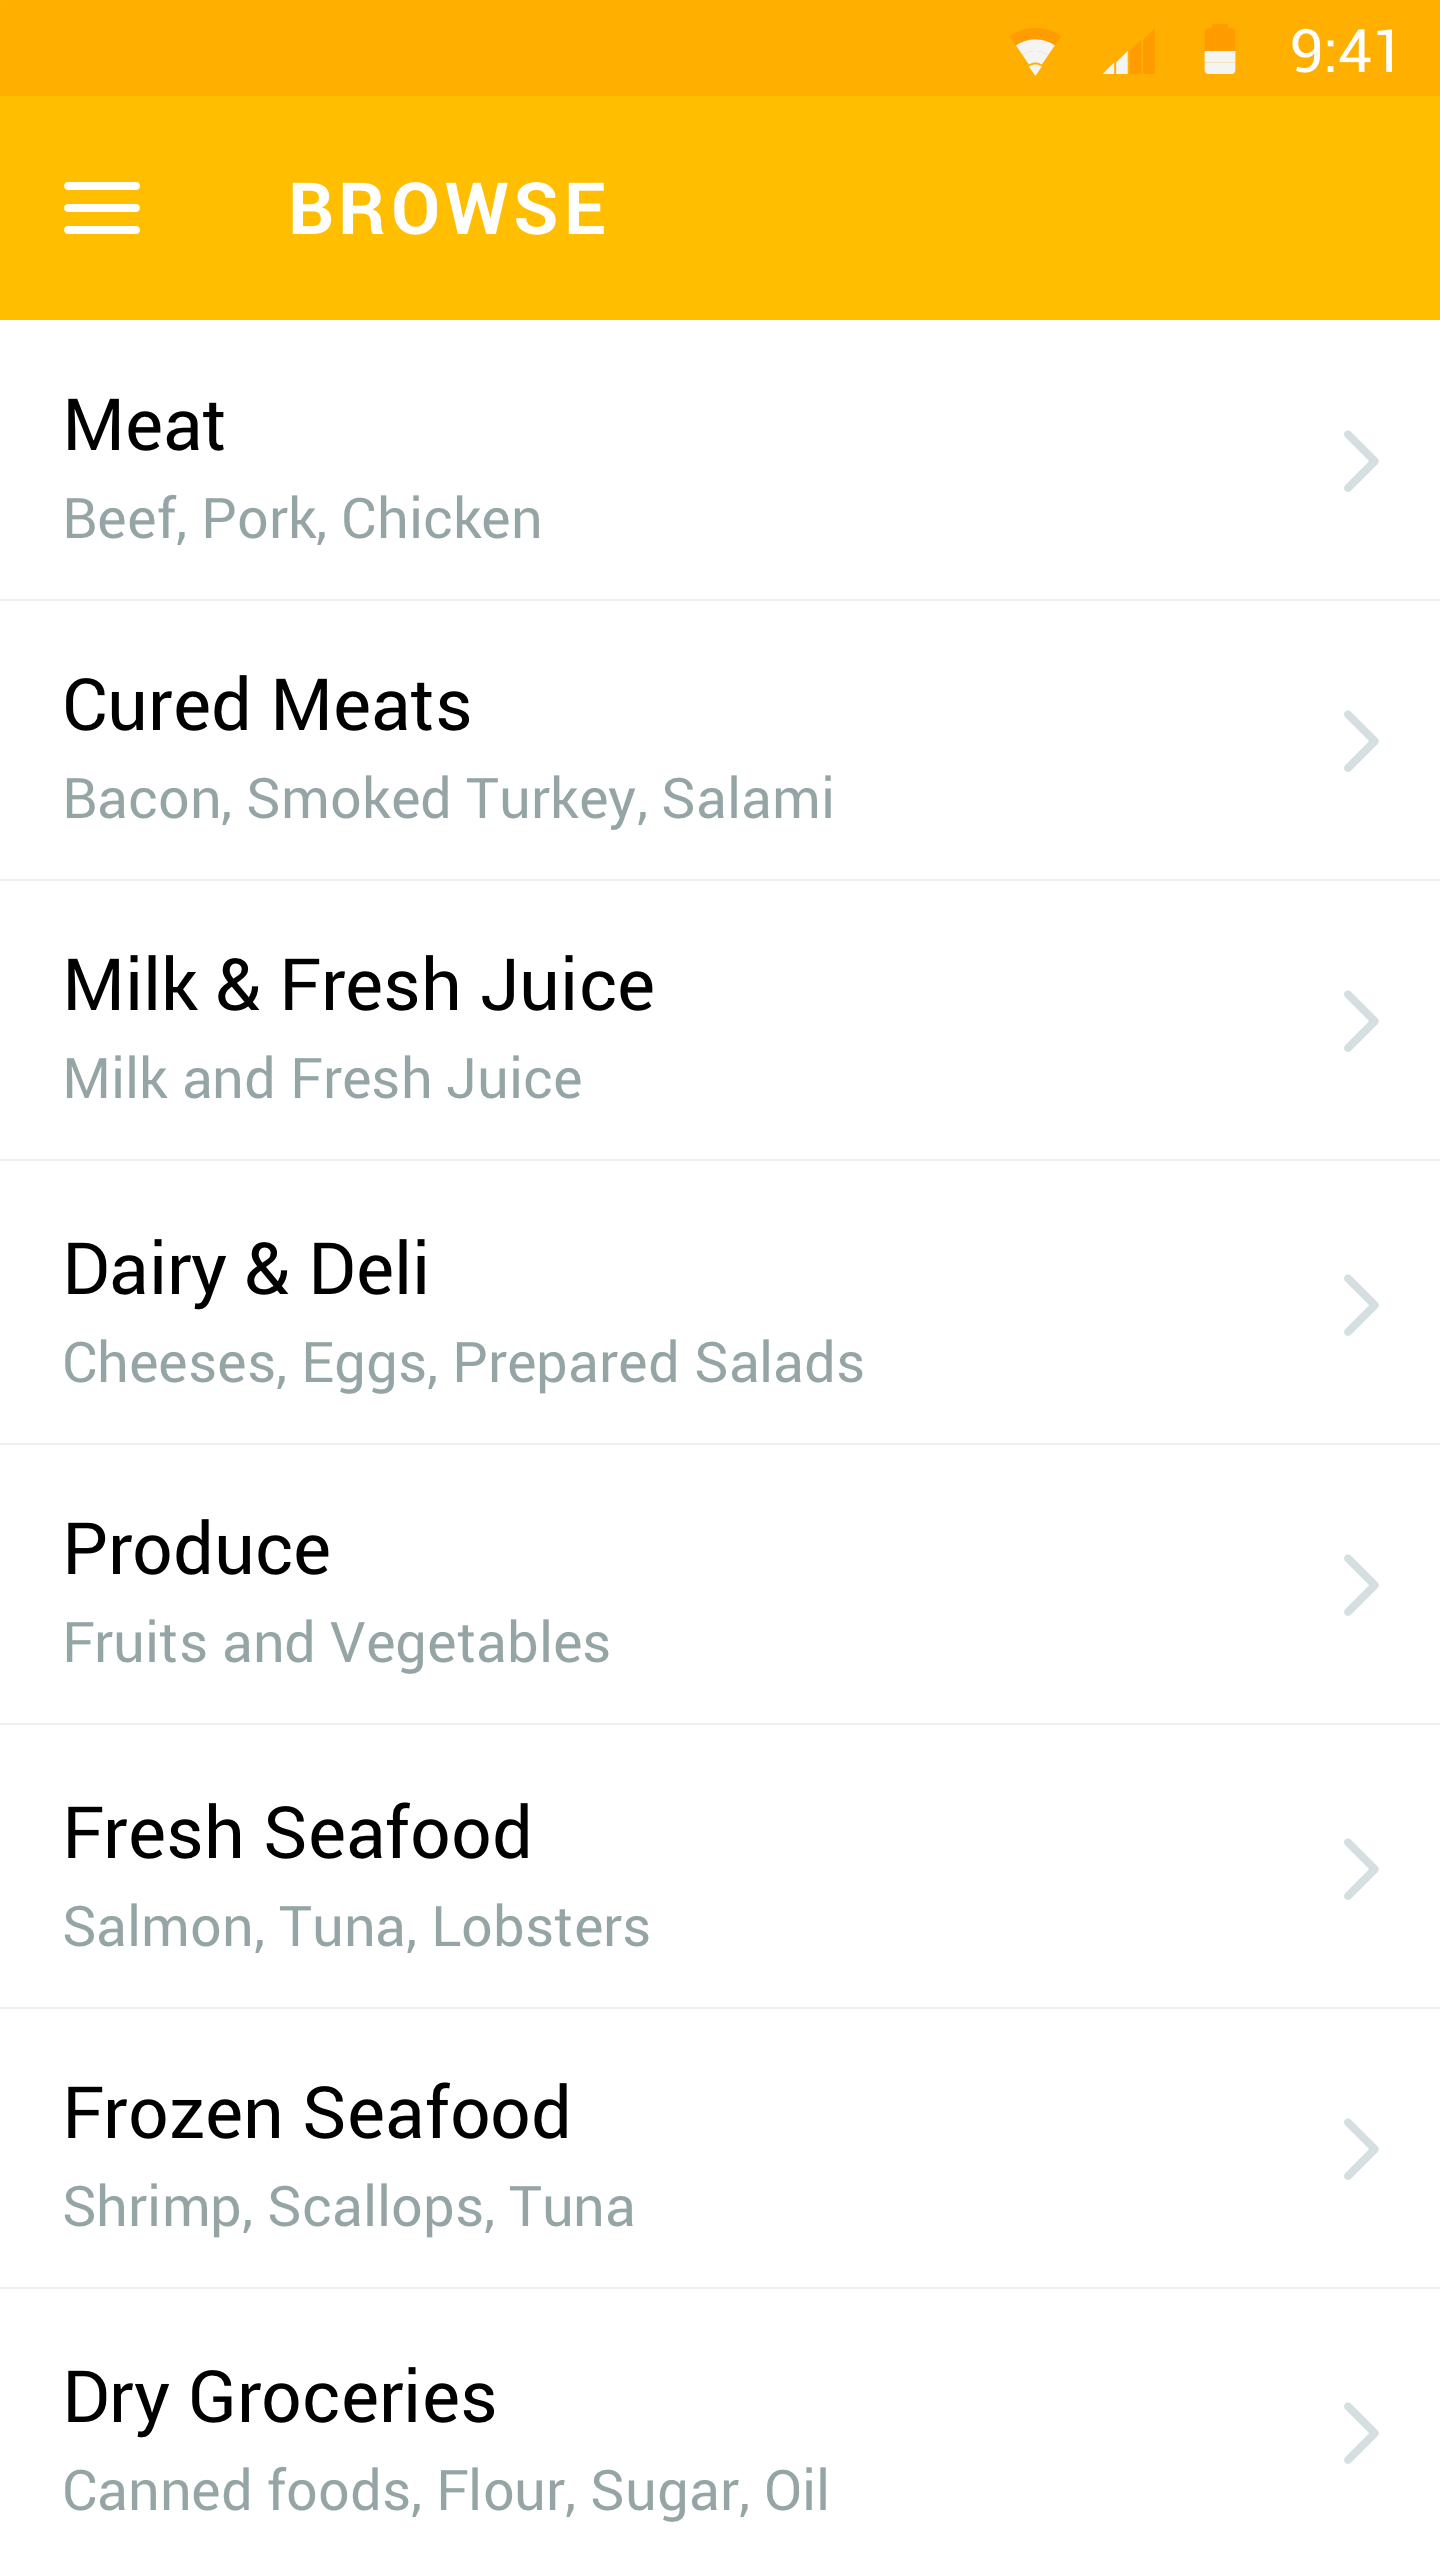 9:41
BROWSE
Meat
Beef, Pork, Chicken
Cured Meats
Bacon, Smoked Turkey, Salami
Milk & Fresh Juice
Milk and Fresh Juice
Dairy & Deli
Cheeses, Eggs, Prepared Salads
Produce
Fruits and Vegetables
Fresh Seafood
Salmon, Tuna, Lobsters
Frozen Seafood
Shrimp, Scallops, Tuna
Dry Groceries
Canned foods, Flour, Sugar, Oil